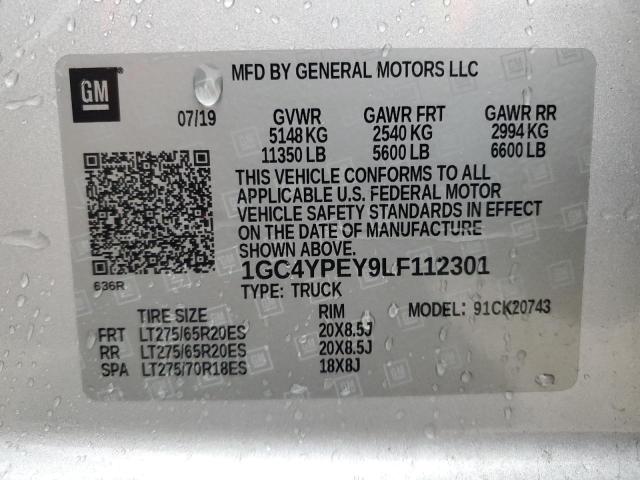 GM
MFD BY GENERAL MOTORS LLC
07/19
GVWR GAWR FRT GAWR RR
5148 KG 2540 KG 2994 KG
11350 LB 5600 LB 6600 LB
THIS VEHICLE CONFORMS TO ALL
APPLICABLE U.S. FEDERAL MOTOR
VEHICLE SAFETY STANDARDS IN EFFECT
ON THE DATE OF MANUFACTURE
SHOWN ABOVE.
1GC4YPEY9LF112301
636R
TYPE: TRUCK
TIRE SIZE RIM MODEL: 91CK20743
FRT LT275/65R20ES 20X8.5J
RR LT275/65R20ES 20X8.5J
SPA LT275/70R18ES 18X8J